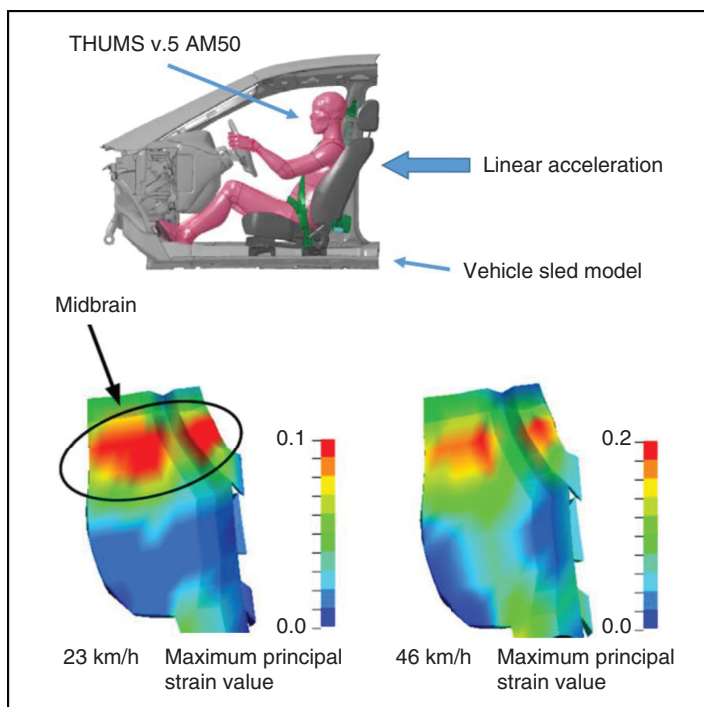 THUMS v.5 AM50
Linear acceleration
Vehicle sled model
Midbrain
0.1
0.0
0.2
0.0
23 km/h Maximum principal
strain value
46 km/h Maximum principal
strain value